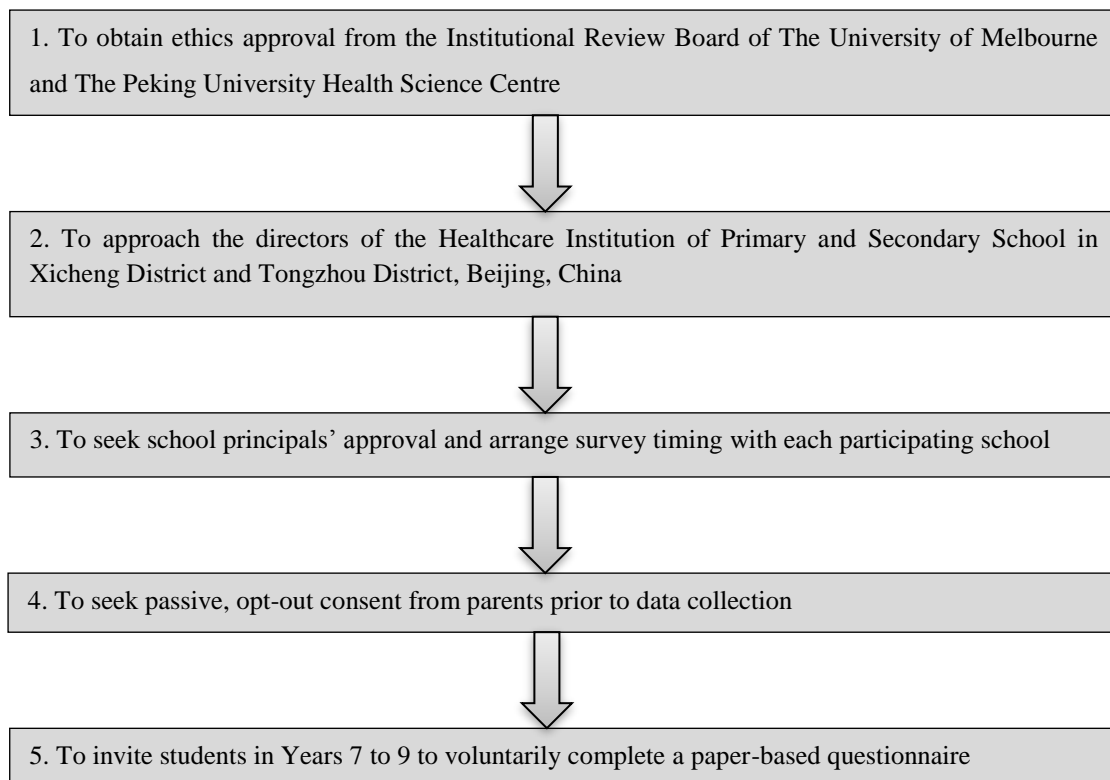 1. To obtain ethics approval from the Institutional Review Board of The University of Melbourne
and The Peking University Health Science Centre
2. To approach the directors of the Healthcare Institution of Primary and Secondary School in
Xicheng District and Tongzhou District, Beijing, China
3. To seek school principals’ approval and arrange survey timing with each participating school
4. To seek passive, opt-out consent from parents prior to data collection
5. To invite students in Years 7 to 9 to voluntarily complete a paper-based questionnaire